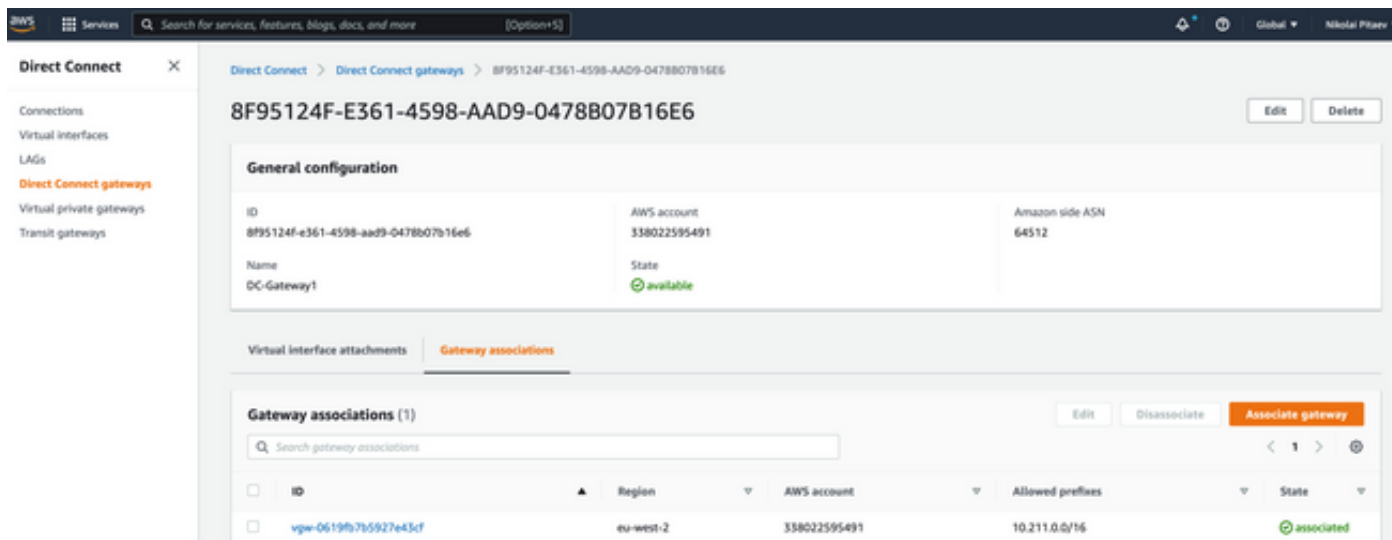 aws Services Search for services, features, blogs, docs, and more [Option+S] Global Nikolai Pitaev
Direct Connect
Connections
Virtual interfaces
LAGs
Direct Connect gateways
Virtual private gateways
Transit gateways
Direct Connect > Direct Connect gateways > 8F95124F-E361-4598-AAD9-0478B07B16E6
8F95124F-E361-4598-AAD9-0478B07B16E6
Edit Delete
General configuration
ID
8f95124f-e361-4598-aad9-0478b07b16e6
Name
DC-Gateway1
AWS account
338022595491
State
available
Amazon side ASN
64512
Virtual interface attachments Gateway associations
Gateway associations (1)
Edit Disassociate Associate gateway
Search gateway associations
< 1 >
ID Region AWS account Allowed prefixes State
vgw-0619fb7b5927e43cf eu-west-2 338022595491 10.211.0.0/16 associated